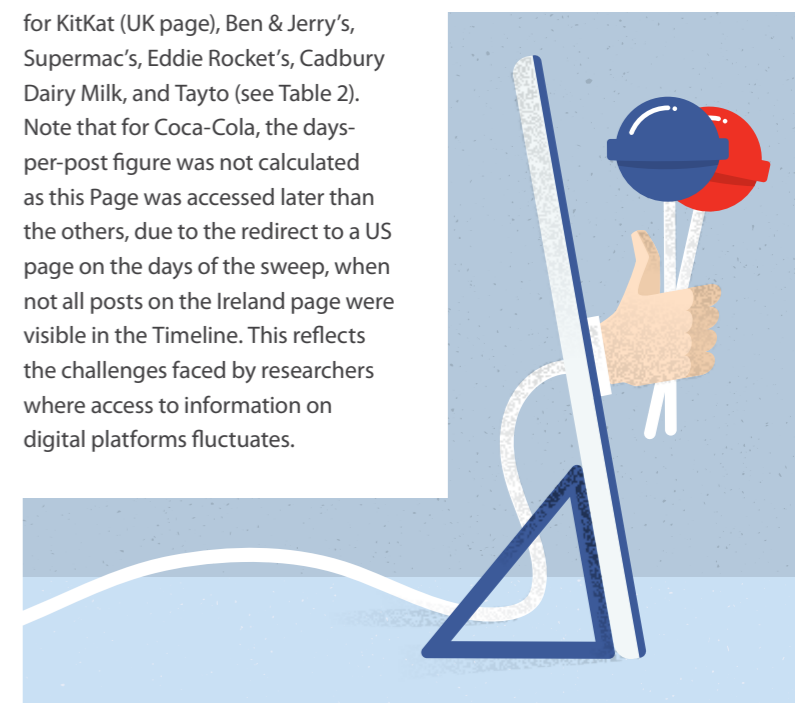 for KitKat (UK page), Ben & Jerry’s,
Supermac’s, Eddie Rocket’s, Cadbury
Dairy Milk, and Tayto (see Table 2).
Note that for Coca-Cola, the days-
per-post figure was not calculated
as this Page was accessed later than
the others, due to the redirect to a US
page on the days of the sweep, when
not all posts on the Ireland page were
visible in the Timeline. This reflects
the challenges faced by researchers
where access to information on
digital platforms fluctuates.